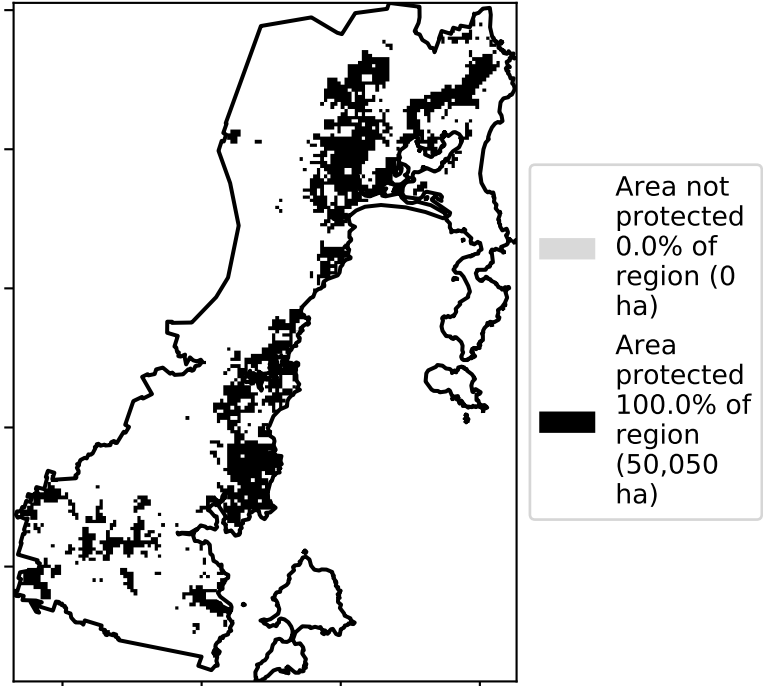 Area not
protected
0.0% of
region (0
ha)
Area
protected
100.0% of
region
(50,050
ha)